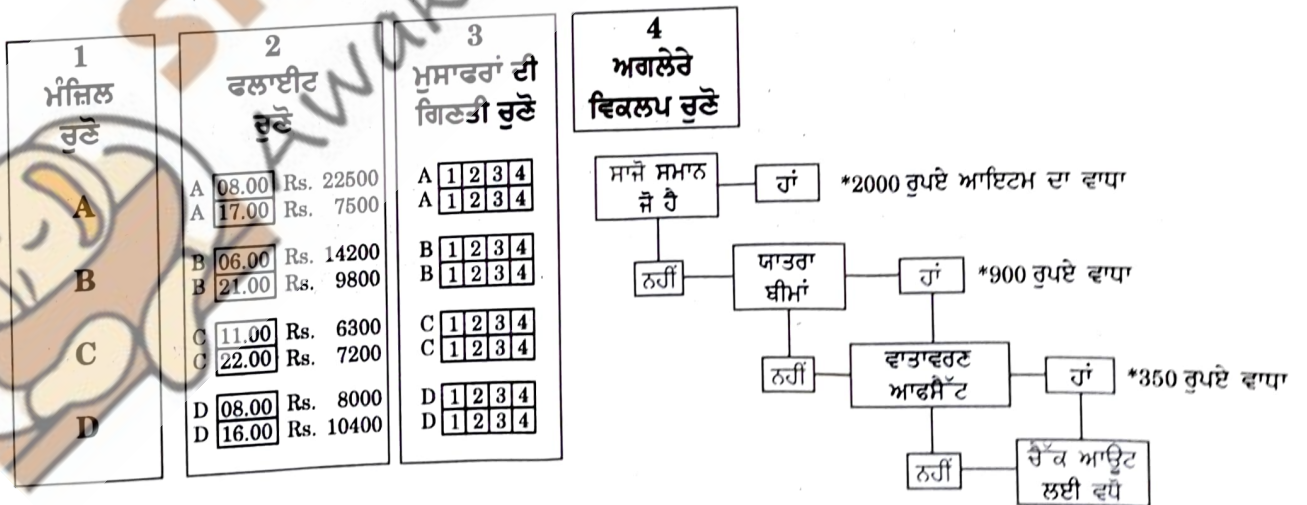 1
ਮੰਜ਼ਿਲ
ਚੁਣੋ
A
B
C
D
2
ਫਲਾਈਟ
ਚੁਣੋ
A 08.00 Rs. 22500
A 17.00 Rs. 7500
B 06.00 Rs. 14200
B 21.00 Rs. 9800
C 11.00 Rs. 6300
C 22.00 Rs. 7200
D 08.00 Rs. 8000
D 16.00 Rs. 10400
3
ਮੁਸਾਫਰਾਂ ਦੀ
ਗਿਣਤੀ ਚੁਣੋ
A 1 2 3 4
A 1 2 3 4
B 1 2 3 4
B 1 2 3 4
C 1 2 3 4
C 1 2 3 4
D 1 2 3 4
D 1 2 3 4
4
ਅਗਲੇਰੇ
ਵਿਕਲਪ ਚੁਣੋ
ਸਾਜੋ ਸਮਾਨ
ਜੋ ਹੈ
ਹਾਂ
*2000 ਰੁਪਏ ਆਇਟਮ ਦਾ ਵਾਧਾ
ਨਹੀਂ
ਯਾਤਰਾ
ਬੀਮਾਂ
ਹਾਂ
*900 ਰੁਪਏ ਵਾਧਾ
ਨਹੀਂ
ਵਾਤਾਵਰਣ
ਆਫਸੈੱਟ
ਹਾਂ
*350 ਰੁਪਏ ਵਾਧਾ
ਨਹੀਂ
ਚੈੱਕ ਆਊਟ
ਲਈ ਵਧੋ